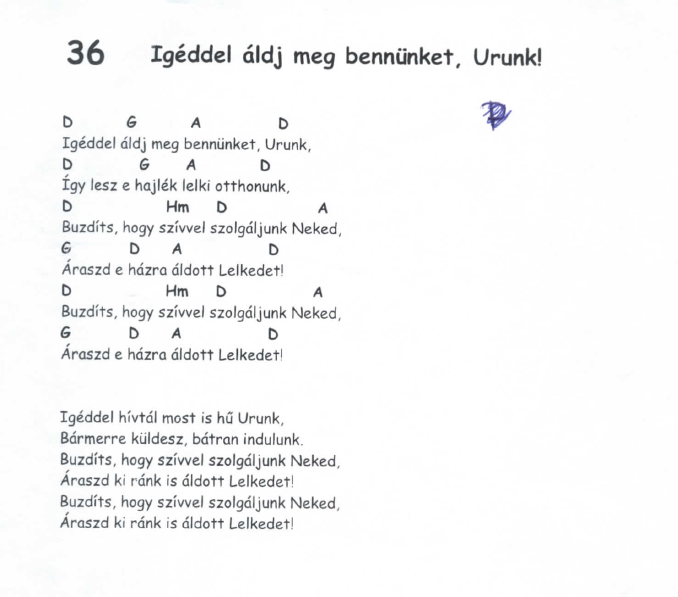 36 Igéddel áldj meg bennünket, Urunk!
D G A D
Igéddel áldj meg bennünket, Urunk,
D G A D
Így lesz e hajlék lelki otthonunk,
D Hm D A
Buzdíts, hogy szívvel szolgáljunk Neked,
G D A D
Áraszd e házra áldott Lelkedet!
D Hm D A
Buzdíts, hogy szívvel szolgáljunk Neked,
G D A D
Áraszd e házra áldott Lelkedet!
Igéddel hívtál most is hű Urunk,
Bármerre küldesz, bátran indulunk.
Buzdíts, hogy szívvel szolgáljunk Neked,
Áraszd ki ránk is áldott Lelkedet!
Buzdíts, hogy szívvel szolgáljunk Neked,
Áraszd ki ránk is áldott Lelkedet!